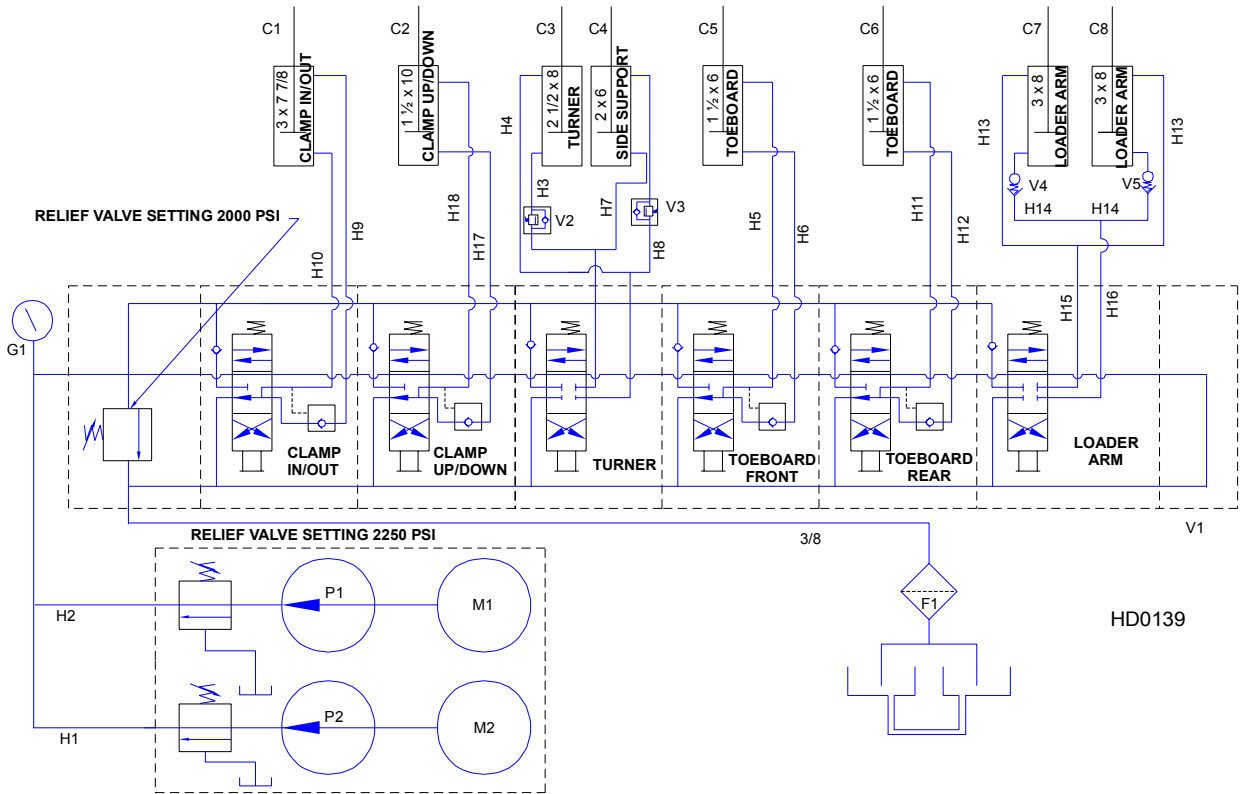 C1
C2
C3
C4
C5
C6
C7
C8
3 x 7 7/8
CLAMP IN/OUT
1 ½ x 10
CLAMP UP/DOWN
2 1/2 x 8
TURNER
2 x 6
SIDE SUPPORT
1 ½ x 6
TOEBOARD
1 ½ x 6
TOEBOARD
3 x 8
LOADER ARM
3 x 8
LOADER ARM
H4
H13
H13
H3
V4
V5
H18
H7
H11
H14
H14
RELIEF VALVE SETTING 2000 PSI
V2
V3
H5
H9
H17
H6
H12
H10
H8
H15
H16
G1
CLAMP
IN/OUT
CLAMP
UP/DOWN
TURNER
TOEBOARD
FRONT
TOEBOARD
REAR
LOADER
ARM
RELIEF VALVE SETTING 2250 PSI
3/8
V1
P1
M1
H2
F1
HD0139
P2
M2
H1